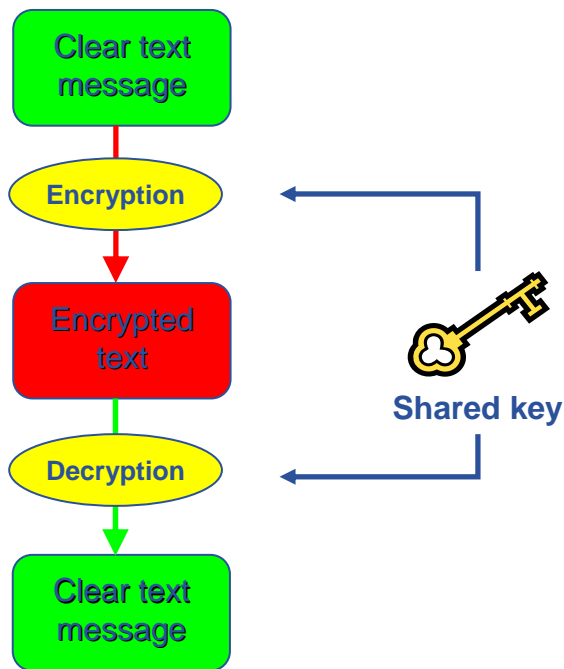 Clear text
message
Encryption
Encrypted
text
Shared key
Decryption
Clear text
message